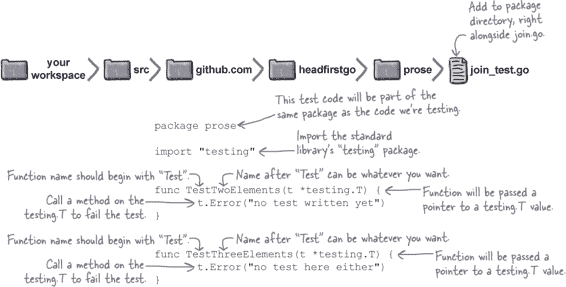 Add to package
directory, right
alongside join.go.
your
workspace
src
github.com
headfirstgo
prose
join_test.go
This test code will be part of the
same package as the code we're testing.
package prose
Import the standard
library's "testing" package.
import "testing"
Function name should begin with "Test".
Name after "Test" can be whatever you want.
func TestTwoElements(t *testing.T) {
Function will be passed
a pointer to a testing.T value.
Call a method on the
testing.T to fail the test.
t.Error("no test written yet")
}
Function name should begin with "Test".
Name after "Test" can be whatever you want.
func TestThreeElements(t *testing.T) {
Function will be passed a
pointer to a testing.T value.
Call a method on the
testing.T to fail the test.
t.Error("no test here either")
}